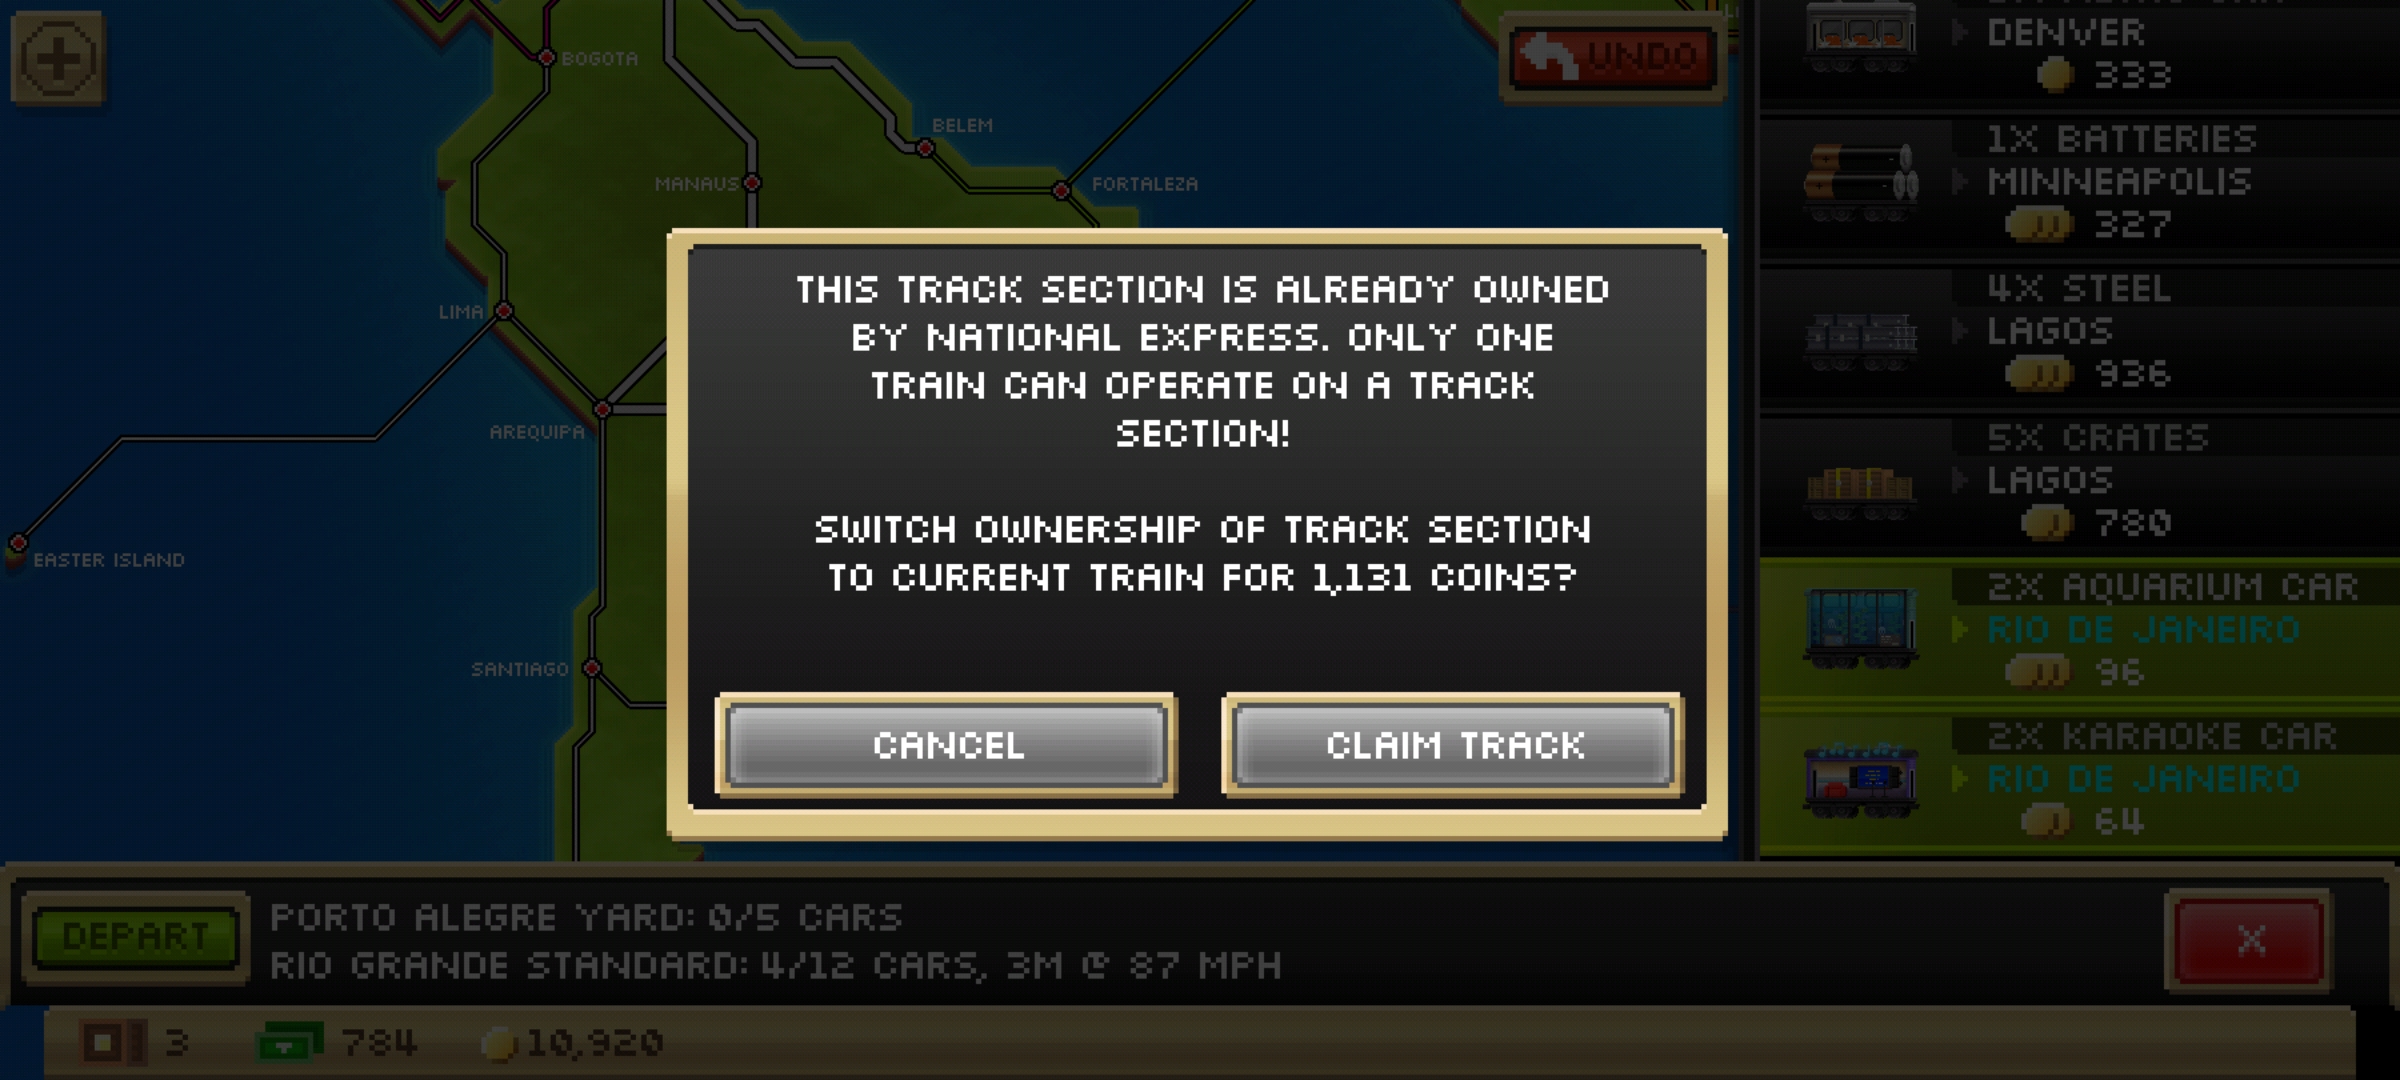 BOGOTA
BELEM
MANAUS
FORTALEZA
LIMA
AREQUIPA
EASTER ISLAND
SANTIAGO
UNDO
THIS TRACK SECTION IS ALREADY OWNED
BY NATIONAL EXPRESS. ONLY ONE
TRAIN CAN OPERATE ON A TRACK
SECTION!
SWITCH OWNERSHIP OF TRACK SECTION
TO CURRENT TRAIN FOR 1,131 COINS?
CANCEL
CLAIM TRACK
DENVER
333
1X BATTERIES
MINNEAPOLIS
327
4X STEEL
LAGOS
936
5X CRATES
LAGOS
780
2X AQUARIUM CAR
RIO DE JANEIRO
96
2X KARAOKE CAR
RIO DE JANEIRO
64
DEPART
PORTO ALEGRE YARD: 0/5 CARS
RIO GRANDE STANDARD: 4/12 CARS, 3M @ 87 MPH
X
3
784
10,920